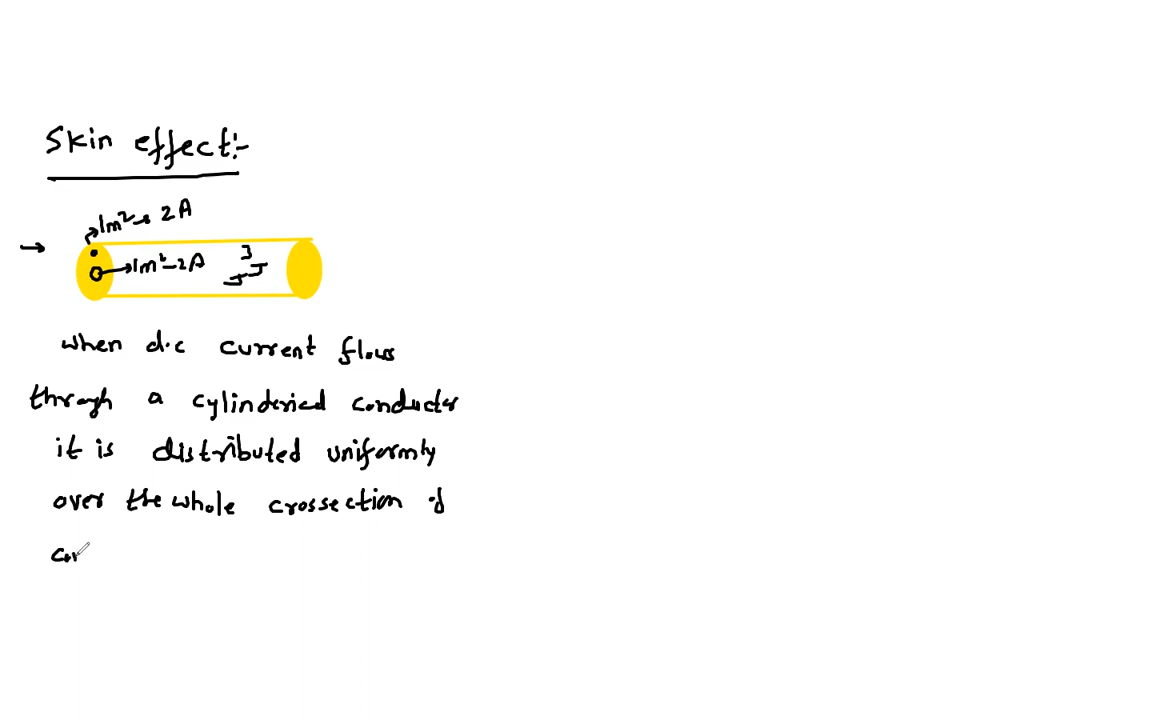 Skin effect:-
→ 1m² → 2A
→ 1m² - 2A J
J
J
when d.c current flows
through a cylinderical conductor
it is distributed uniformly
over the whole crossection of
con